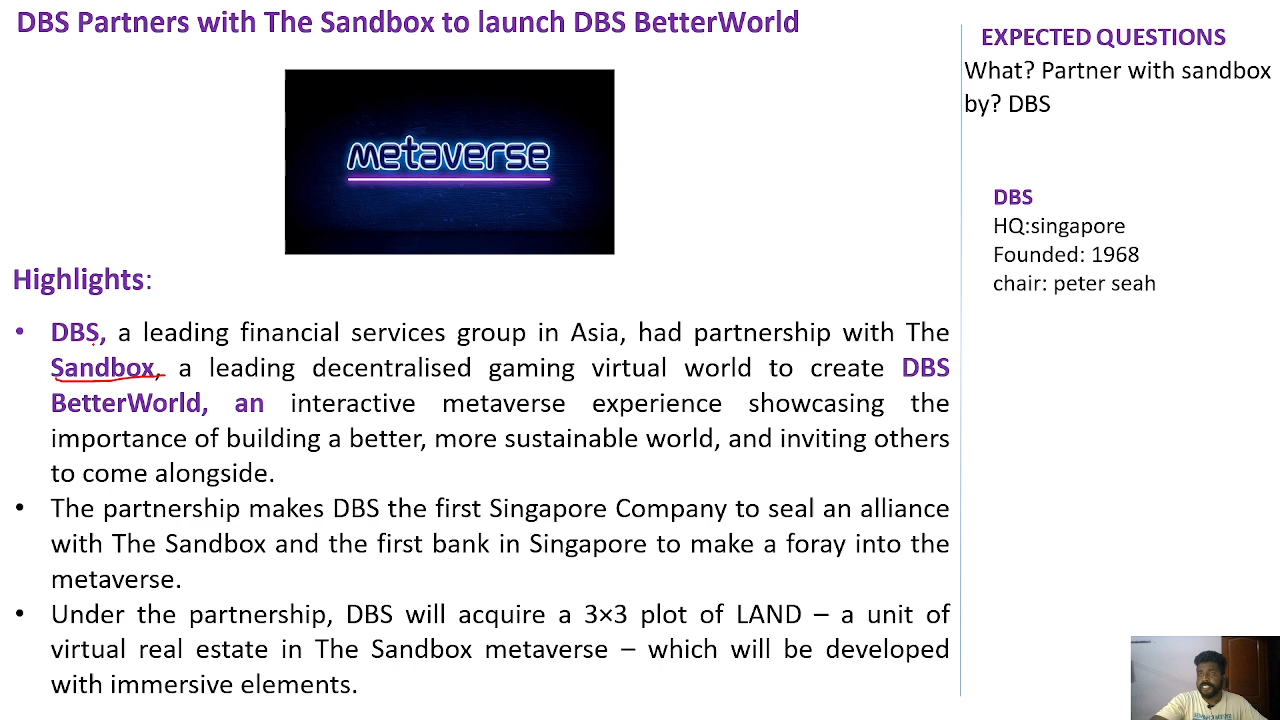 DBS Partners with The Sandbox to launch DBS BetterWorld
metaverse
Highlights:
• DBS, a leading financial services group in Asia, had partnership with The
Sandbox, a leading decentralised gaming virtual world to create DBS
BetterWorld, an interactive metaverse experience showcasing the
importance of building a better, more sustainable world, and inviting others
to come alongside.
• The partnership makes DBS the first Singapore Company to seal an alliance
with The Sandbox and the first bank in Singapore to make a foray into the
metaverse.
• Under the partnership, DBS will acquire a 3×3 plot of LAND – a unit of
virtual real estate in The Sandbox metaverse – which will be developed
with immersive elements.
EXPECTED QUESTIONS
What? Partner with sandbox
by? DBS
DBS
HQ:singapore
Founded: 1968
chair: peter seah